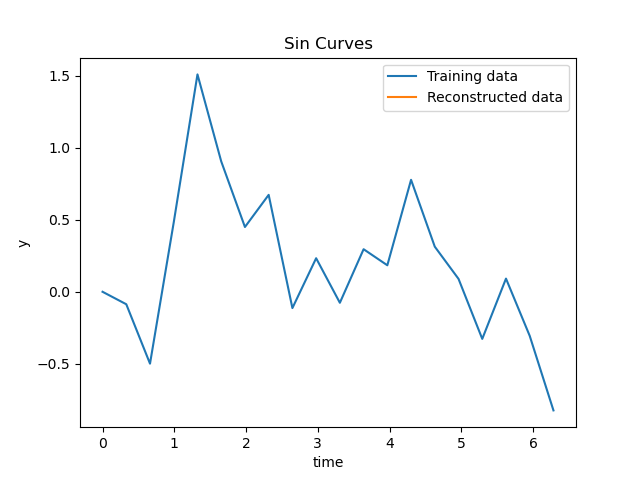 Sin Curves
Training data
Reconstructed data
1.5
1.0
0.5
0.0
−0.5
y
0 1 2 3 4 5 6
time